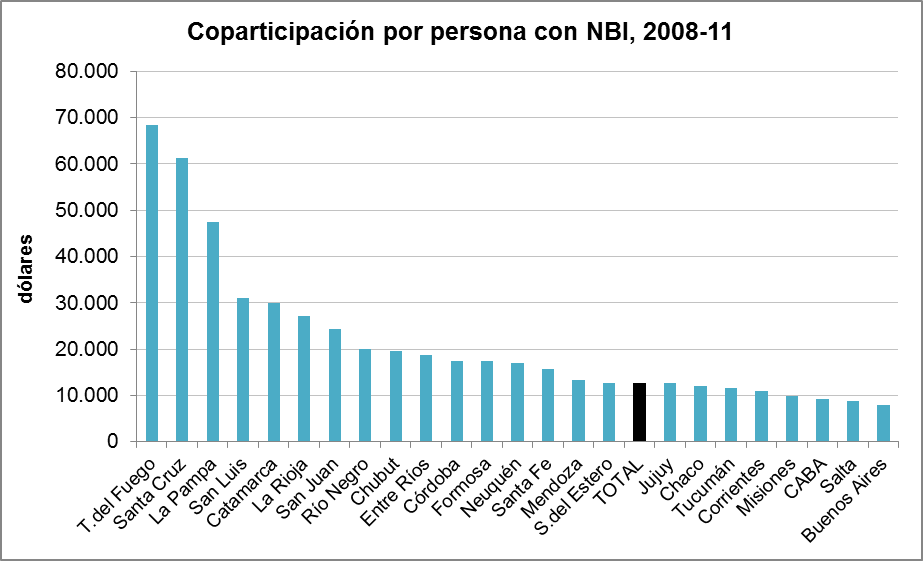 Coparticipación por persona con NBI, 2008-11
80.000
70.000
60.000
50.000
40.000
30.000
20.000
10.000
0
dólares
T.del Fuego
Santa Cruz
La Pampa
San Luis
Catamarca
La Rioja
San Juan
Río Negro
Chubut
Entre Ríos
Córdoba
Formosa
Neuquén
Santa Fe
Mendoza
S.del Estero
TOTAL
Jujuy
Chaco
Tucumán
Corrientes
Misiones
CABA
Salta
Buenos Aires